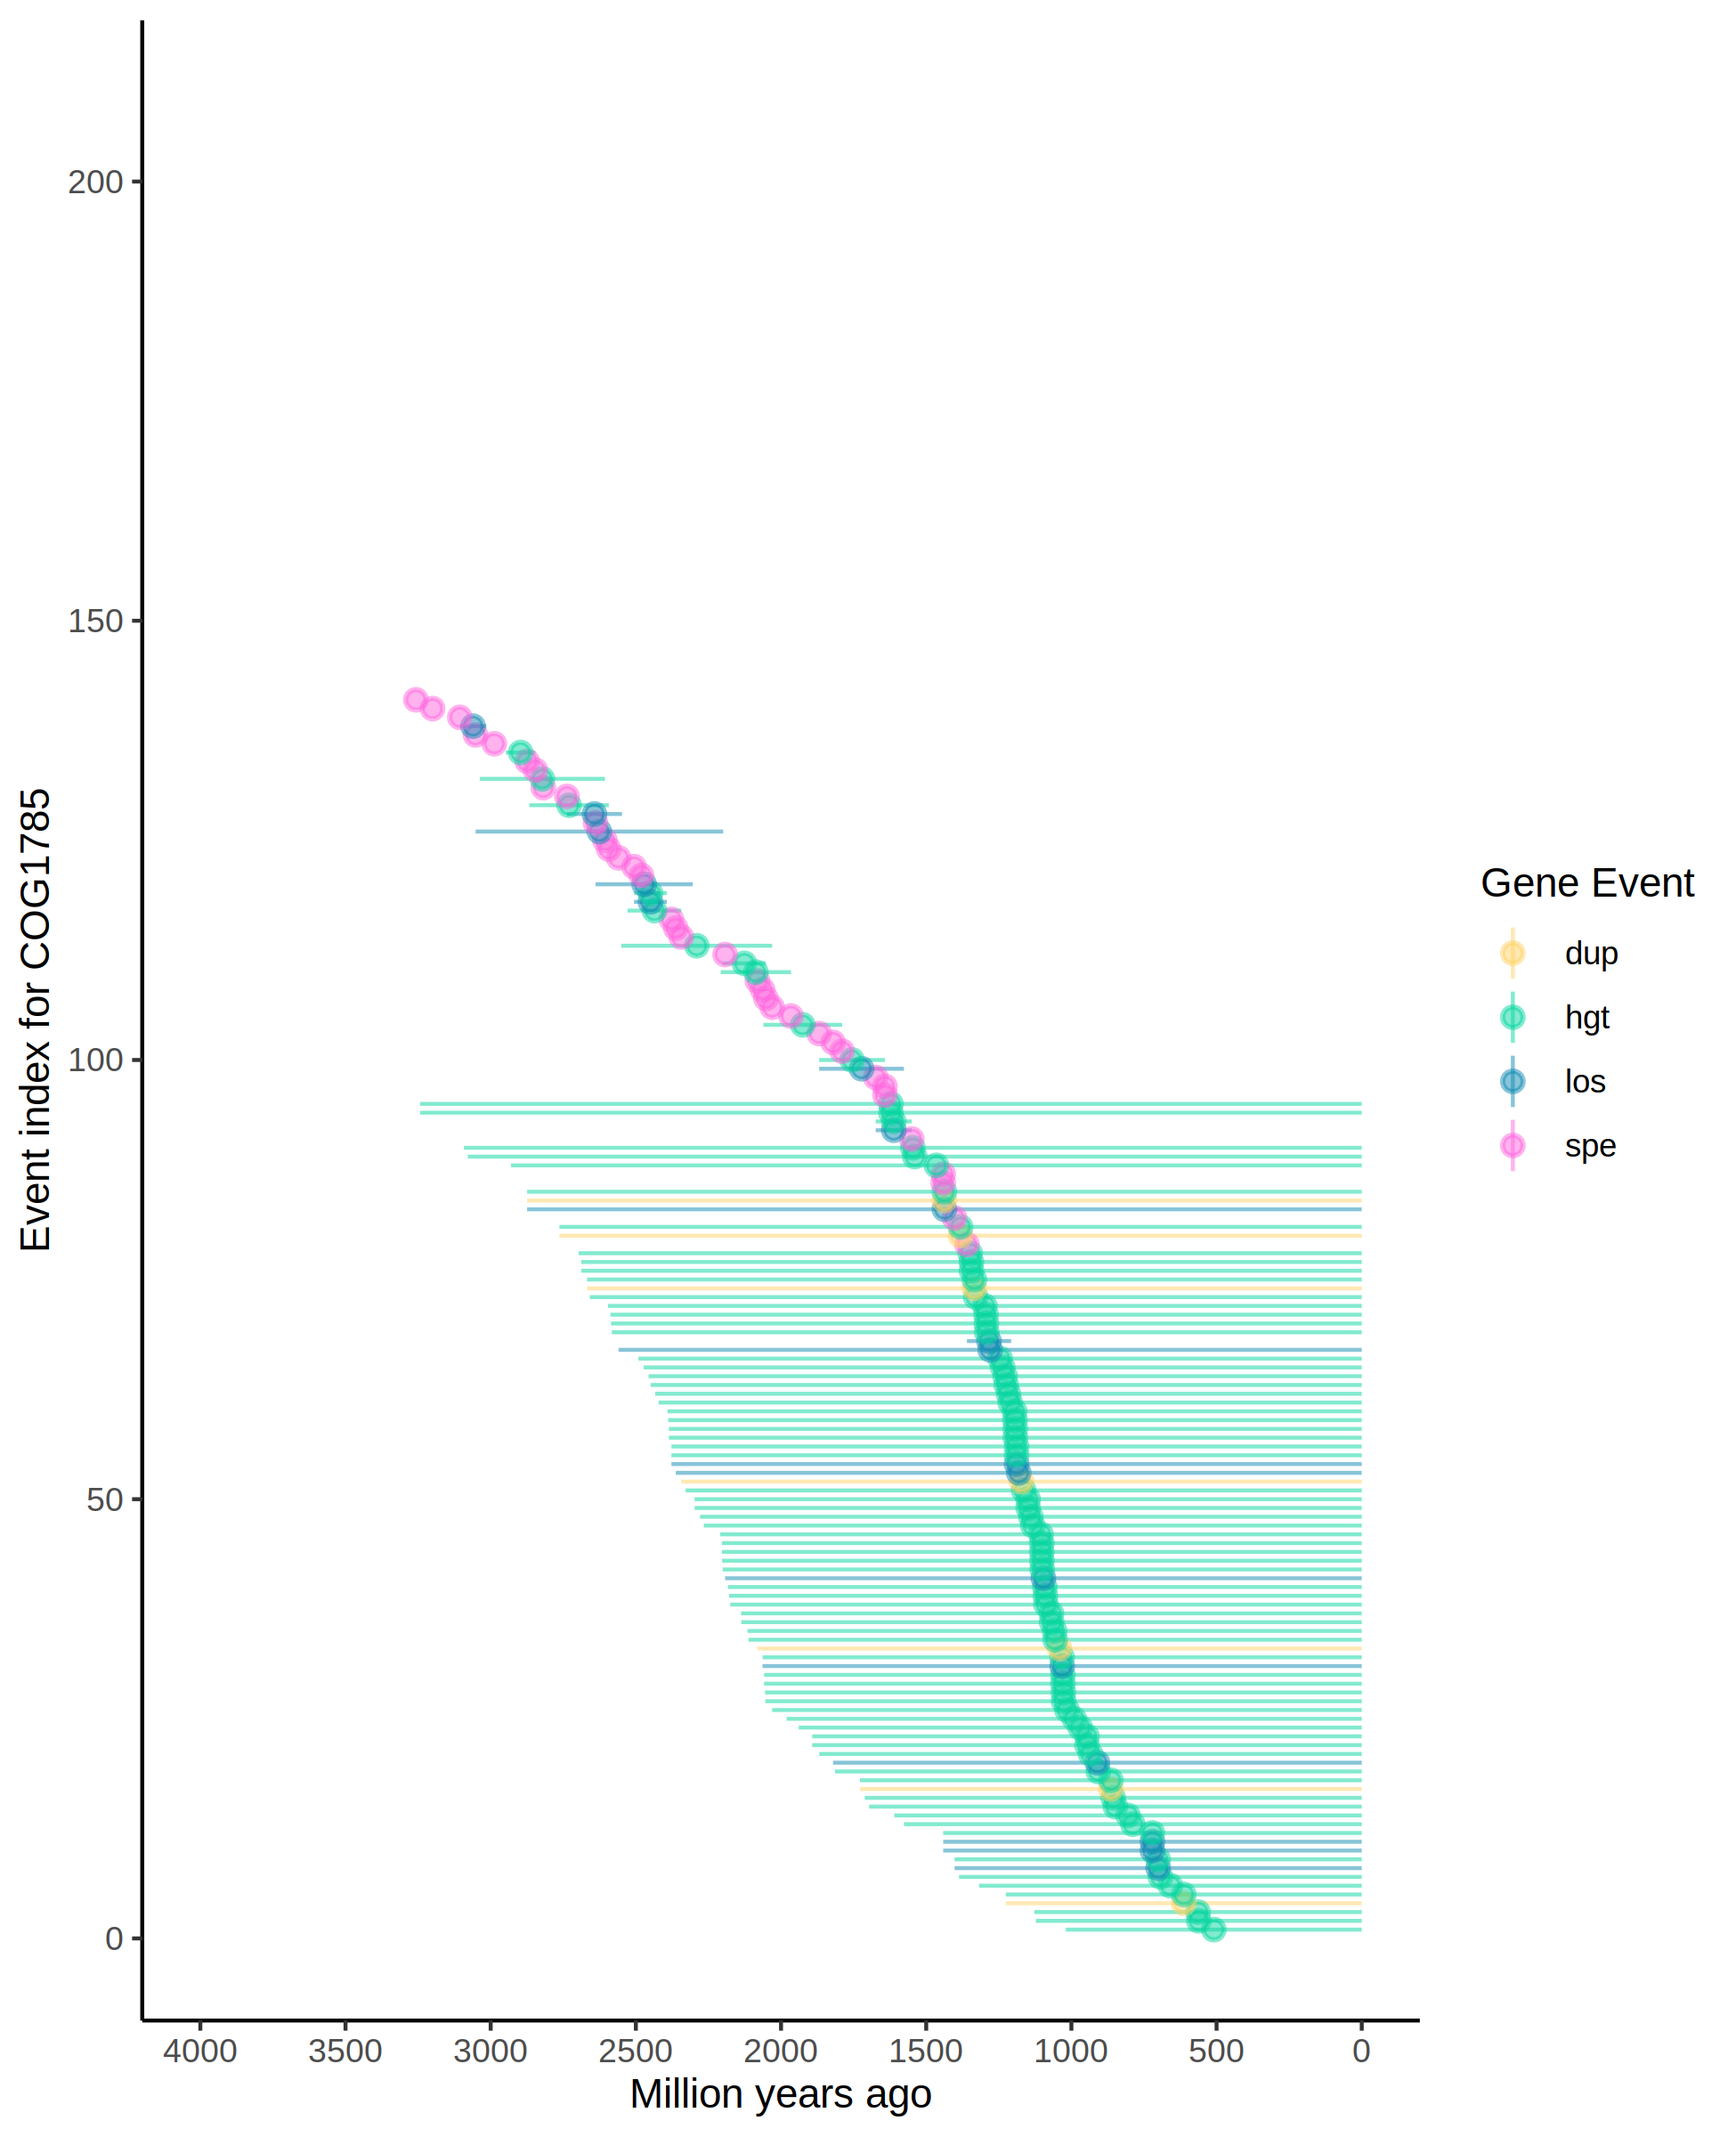 Event index for COG1785
200
150
100
50
0
4000 3500 3000 2500 2000 1500 1000 500 0
Million years ago
Gene Event
dup
hgt
los
spe